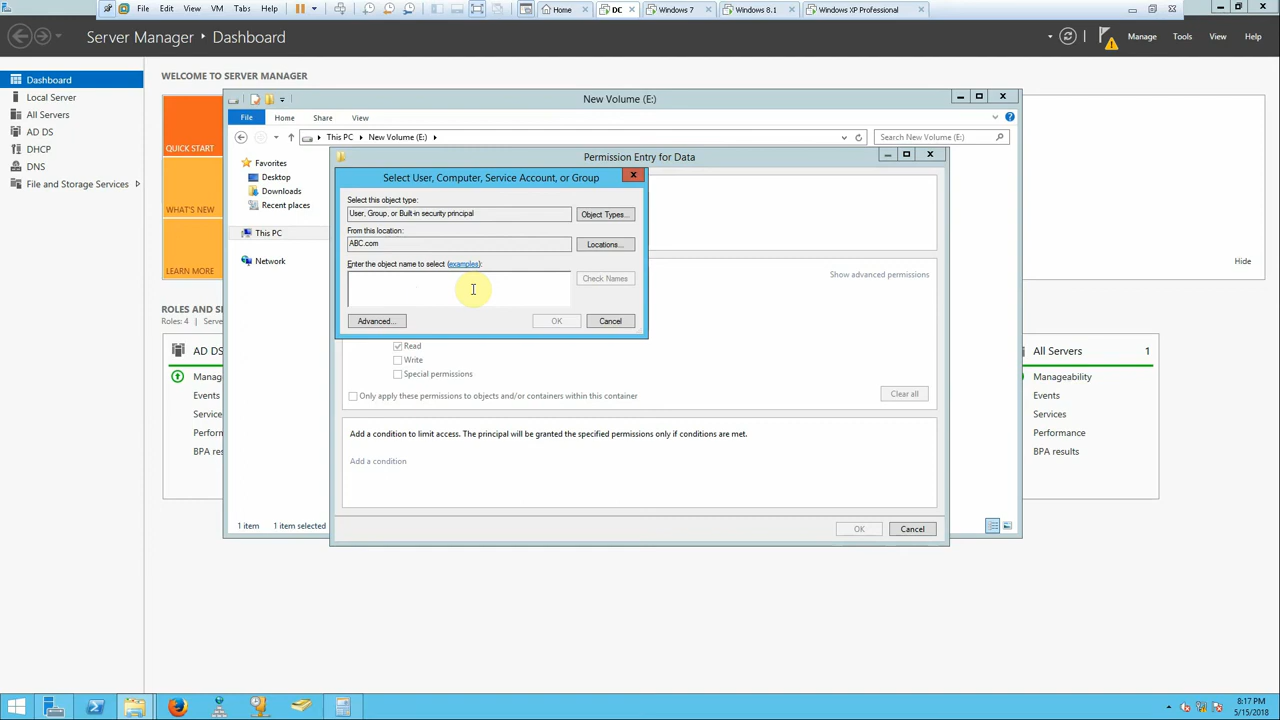 File Edit View VM Tabs Help
Home
DC
Windows 7
Windows 8.1
Windows XP Professional
Server Manager Dashboard
Manage Tools View Help
Dashboard
Local Server
All Servers
AD DS
DHCP
DNS
File and Storage Services
WELCOME TO SERVER MANAGER
QUICK START
WHAT'S NEW
LEARN MORE
Hide
Roles: 4
AD DS
Events
BPA results
All Servers 1
Manageability
Events
Services
Performance
BPA results
New Volume (E:)
File Home Share View
This PC New Volume (E:)
Search New Volume (E:)
Favorites
Desktop
Downloads
Recent places
This PC
Network
1 item 1 item selected
Permission Entry for Data
Show advanced permissions
Read
Write
Special permissions
Only apply these permissions to objects and/or containers within this container
Clear all
Add a condition to limit access. The principal will be granted the specified permissions only if conditions are met.
Add a condition
OK Cancel
Select User, Computer, Service Account, or Group
Select this object type:
User, Group, or Built-in security principal
Object Types...
From this location:
ABC.com
Locations...
Enter the object name to select (examples):
Check Names
Advanced...
OK
Cancel
8:17 PM
5/15/2018